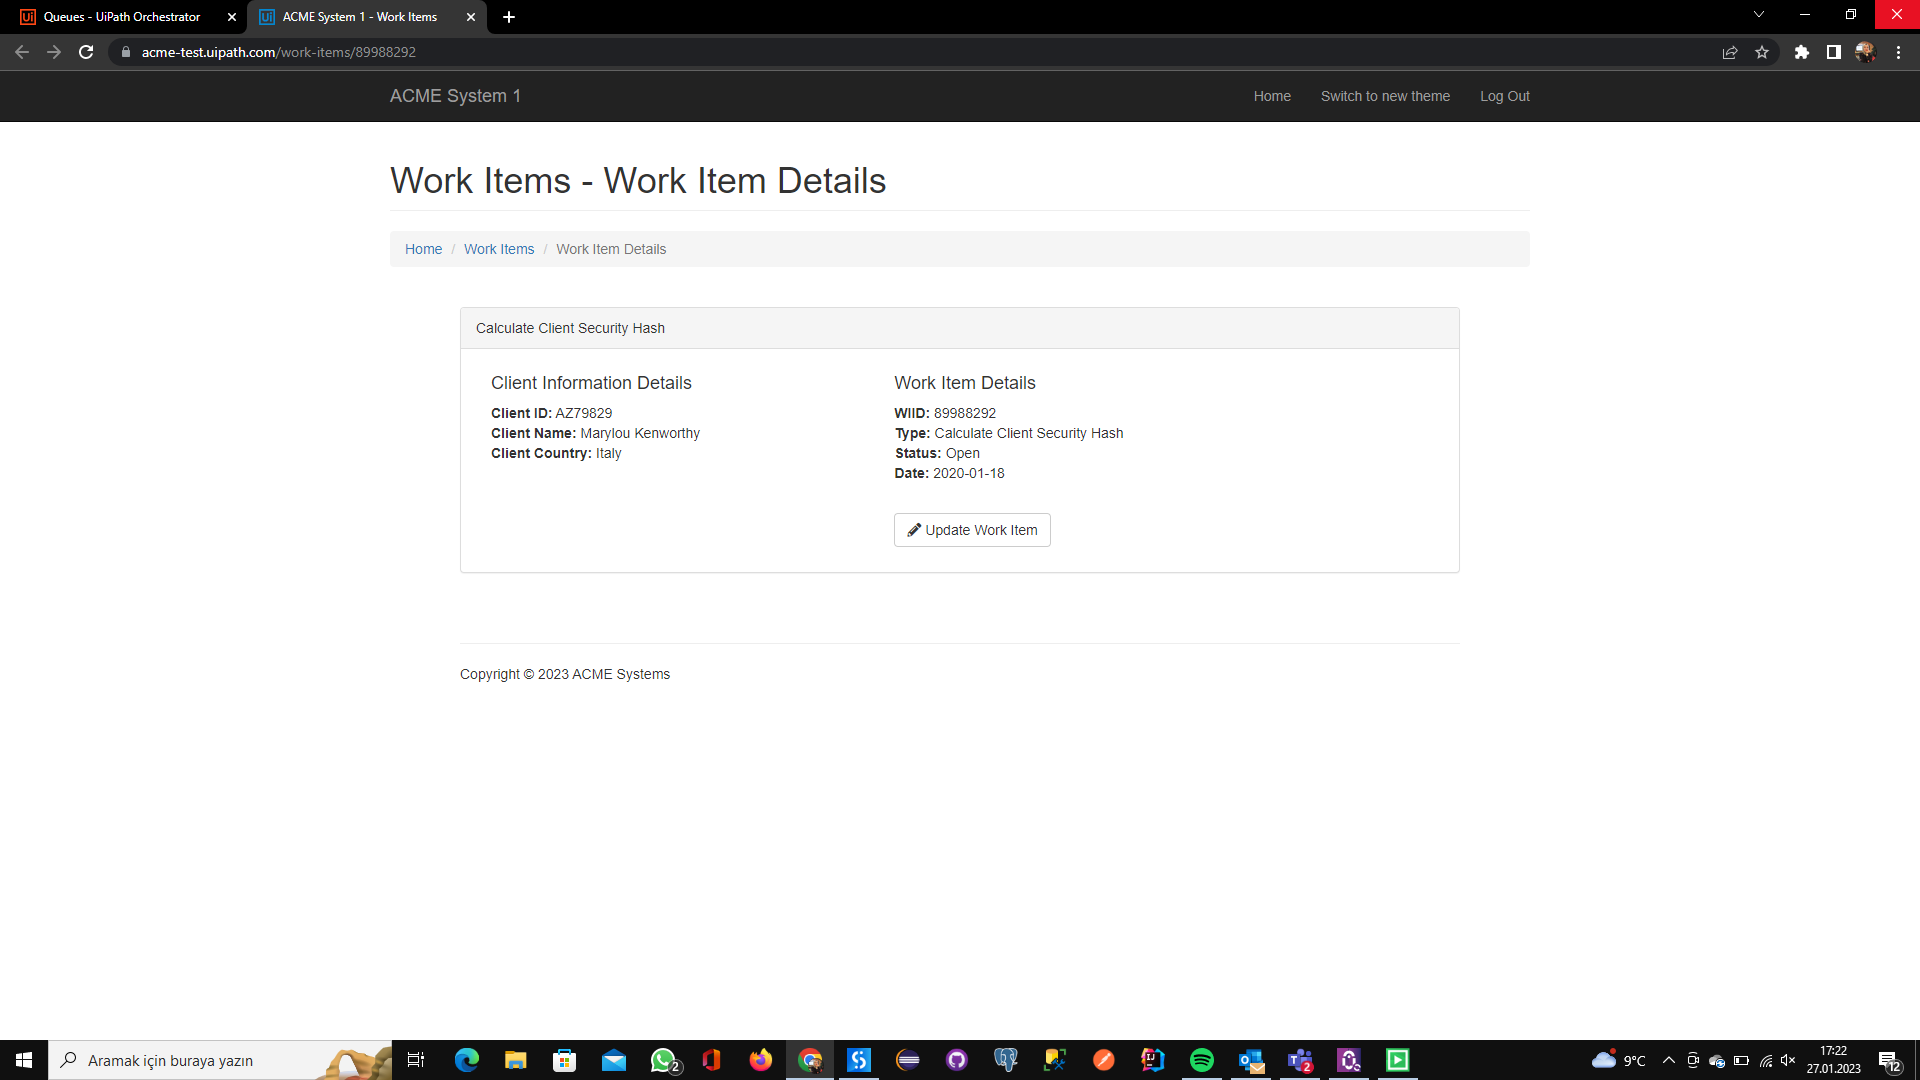 Queues - UiPath Orchestrator
ACME System 1 - Work Items
acme-test.uipath.com/work-items/89988292
ACME System 1
Home
Switch to new theme
Log Out
Work Items - Work Item Details
Home / Work Items / Work Item Details
Calculate Client Security Hash
Client Information Details
Client ID: AZ79829
Client Name: Marylou Kenworthy
Client Country: Italy
Work Item Details
WIID: 89988292
Type: Calculate Client Security Hash
Status: Open
Date: 2020-01-18
Update Work Item
Copyright © 2023 ACME Systems
Aramak için buraya yazın
2
2
9°C
17:22
27.01.2023
12